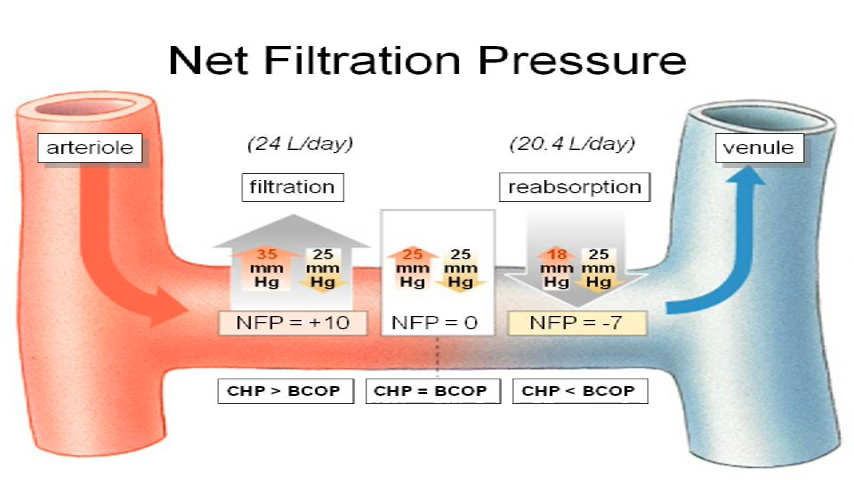 Net Filtration Pressure
arteriole
(24 L/day)
(20.4 L/day)
venule
filtration
reabsorption
35
mm
Hg
25
mm
Hg
25
mm
Hg
25
mm
Hg
18
mm
Hg
25
mm
Hg
NFP = +10
NFP = 0
NFP = -7
CHP > BCOP
CHP = BCOP
CHP < BCOP